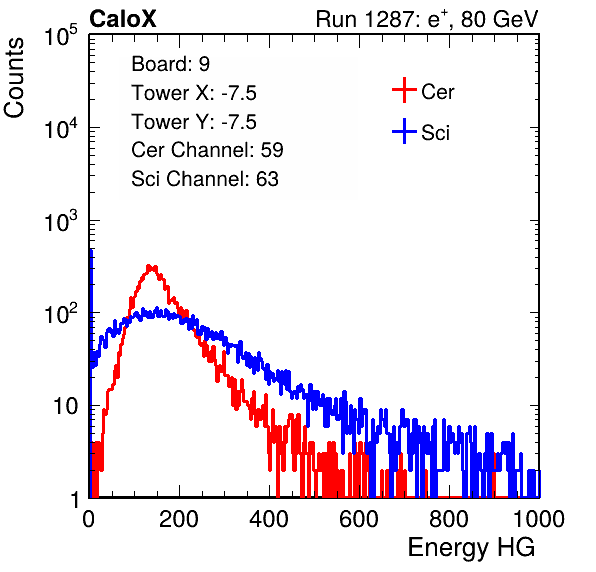 CaloX Run 1287: e⁺, 80 GeV
Counts
10⁵
10⁴
10³
10²
10
1
Board: 9
Tower X: -7.5
Tower Y: -7.5
Cer Channel: 59
Sci Channel: 63
Cer
Sci
0 200 400 600 800 1000
Energy HG